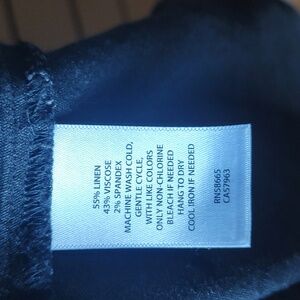 55% LINEN
43% VISCOSE
2% SPANDEX
MACHINE WASH COLD,
GENTLE CYCLE,
WITH LIKE COLORS
ONLY NON-CHLORINE
BLEACH IF NEEDED
HANG TO DRY
COOL IRON IF NEEDED
RN58665
CA57963